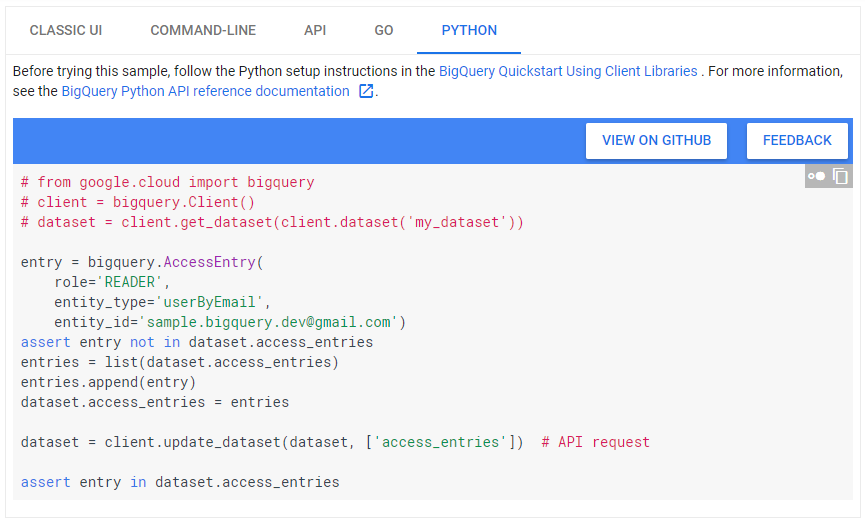 CLASSIC UI COMMAND-LINE API GO PYTHON
Before trying this sample, follow the Python setup instructions in the BigQuery Quickstart Using Client Libraries . For more information,
see the BigQuery Python API reference documentation .
VIEW ON GITHUB FEEDBACK
# from google.cloud import bigquery
# client = bigquery.Client()
# dataset = client.get_dataset(client.dataset('my_dataset'))

entry = bigquery.AccessEntry(
    role='READER',
    entity_type='userByEmail',
    entity_id='sample.bigquery.dev@gmail.com')
assert entry not in dataset.access_entries
entries = list(dataset.access_entries)
entries.append(entry)
dataset.access_entries = entries

dataset = client.update_dataset(dataset, ['access_entries'])  # API request

assert entry in dataset.access_entries